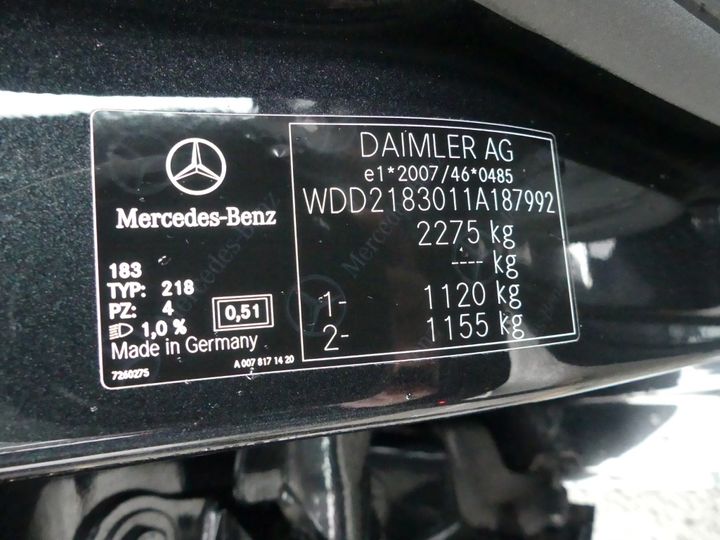 Mercedes-Benz
183
TYP: 218
PZ: 4
1,0 %
0,51
Made in Germany
7260275
A 007 817 14 20
DAIMLER AG
e1*2007/46*0485
WDD2183011A187992
2275 kg
---- kg
1- 1120 kg
2- 1155 kg